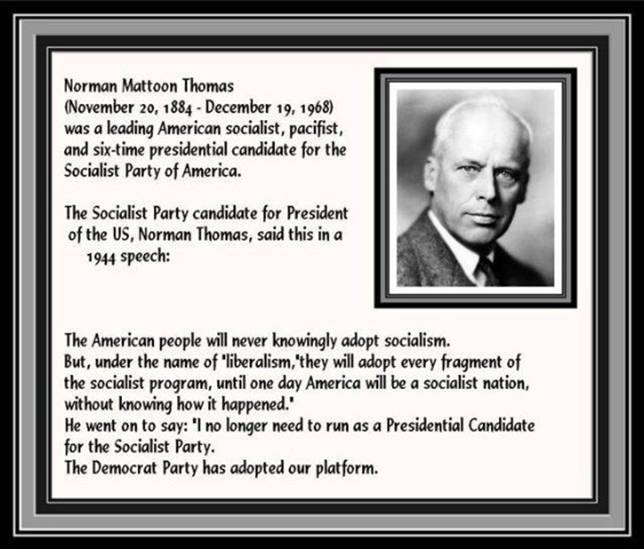 Norman Mattoon Thomas
(November 20, 1884 - December 19, 1968)
was a leading American socialist, pacifist,
and six-time presidential candidate for the
Socialist Party of America.
The Socialist Party candidate for President
of the US, Norman Thomas, said this in a
1944 speech:
The American people will never knowingly adopt socialism.
But, under the name of "liberalism,"they will adopt every fragment of
the socialist program, until one day America will be a socialist nation,
without knowing how it happened."
He went on to say: "I no longer need to run as a Presidential Candidate
for the Socialist Party.
The Democrat Party has adopted our platform.